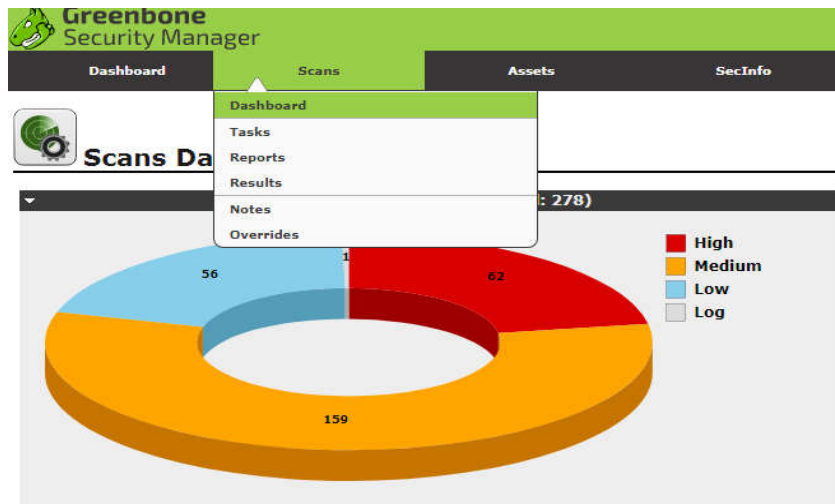 Greenbone
Security Manager
Dashboard Scans Assets SecInfo
Dashboard
Tasks
Reports
Results
Notes
Overrides
Scans Da
: 278)
High
Medium
Low
Log
1
56
62
159